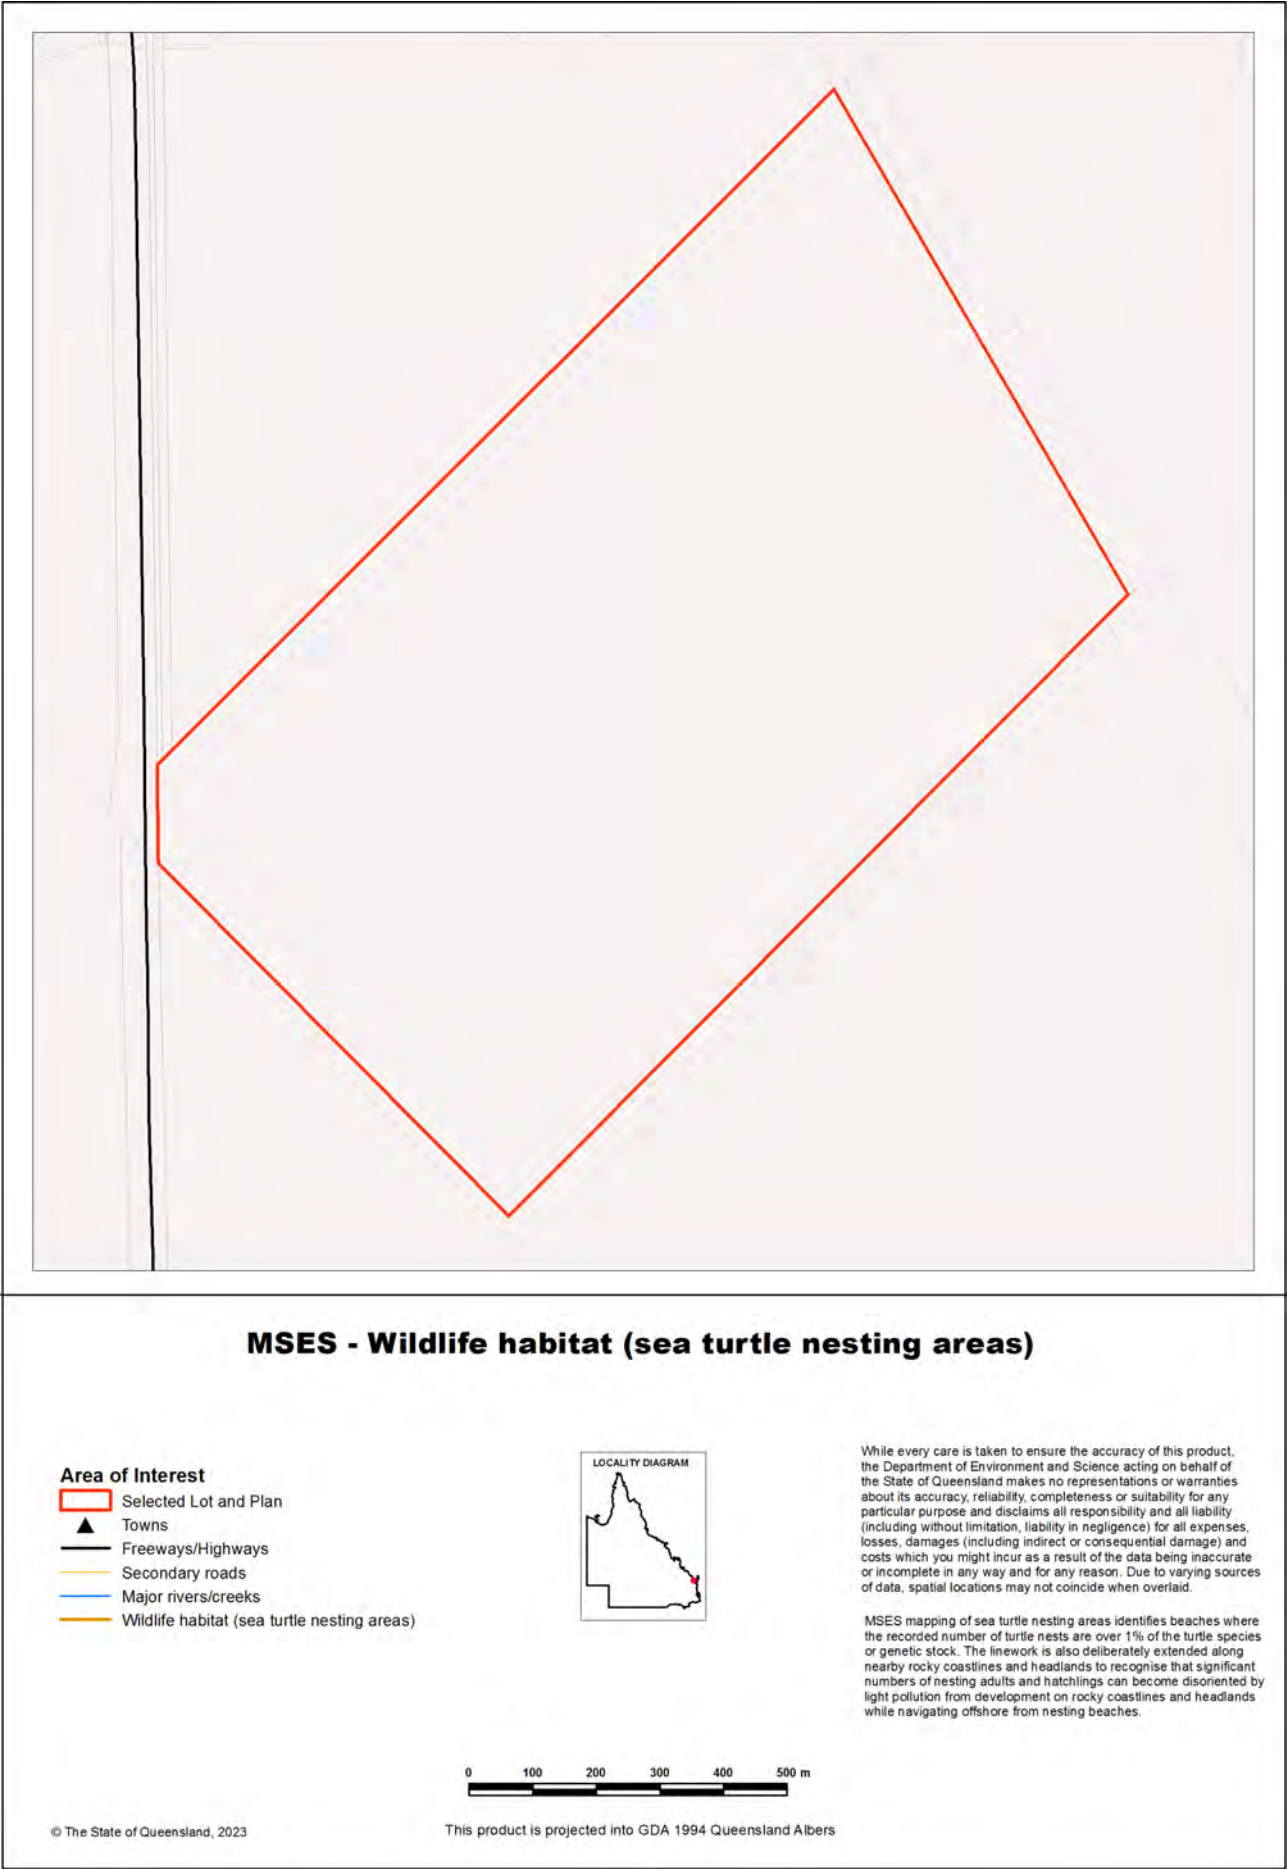 MSES - Wildlife habitat (sea turtle nesting areas)
Area of Interest
Selected Lot and Plan
Towns
Freeways/Highways
Secondary roads
Major rivers/creeks
Wildlife habitat (sea turtle nesting areas)
LOCALITY DIAGRAM
While every care is taken to ensure the accuracy of this product,
the Department of Environment and Science acting on behalf of
the State of Queensland makes no representations or warranties
about its accuracy, reliability, completeness or suitability for any
particular purpose and disclaims all responsibility and all liability
(including without limitation, liability in negligence) for all expenses,
losses, damages (including indirect or consequential damage) and
costs which you might incur as a result of the data being inaccurate
or incomplete in any way and for any reason. Due to varying sources
of data, spatial locations may not coincide when overlaid.
MSES mapping of sea turtle nesting areas identifies beaches where
the recorded number of turtle nests are over 1% of the turtle species
or genetic stock. The linework is also deliberately extended along
nearby rocky coastlines and headlands to recognise that significant
numbers of nesting adults and hatchlings can become disoriented by
light pollution from development on rocky coastlines and headlands
while navigating offshore from nesting beaches.
0 100 200 300 400 500 m
© The State of Queensland, 2023
This product is projected into GDA 1994 Queensland Albers